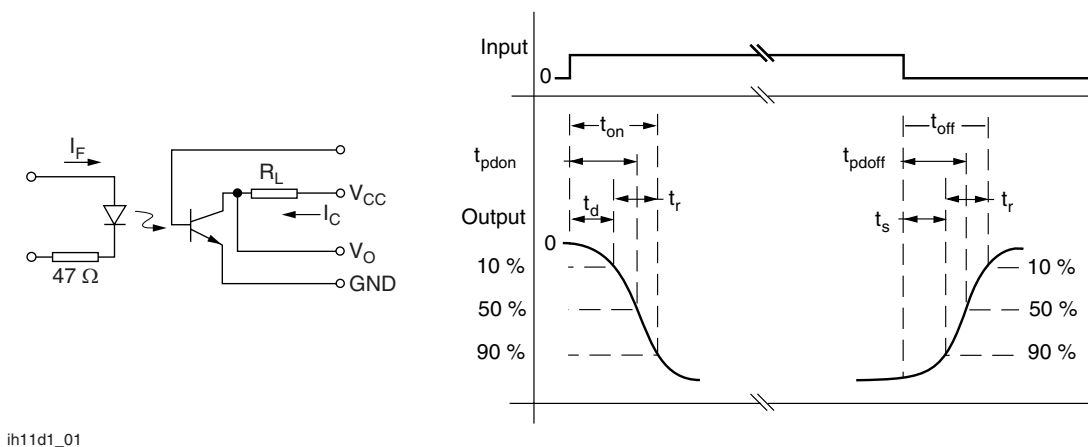 I_F
47 Ω
R_L
V_CC
I_C
V_O
GND
Input
0
t_on
t_off
t_pdon
t_pdoff
t_d
t_r
t_s
t_r
Output
0
10 %
50 %
90 %
10 %
50 %
90 %
ih11d1_01